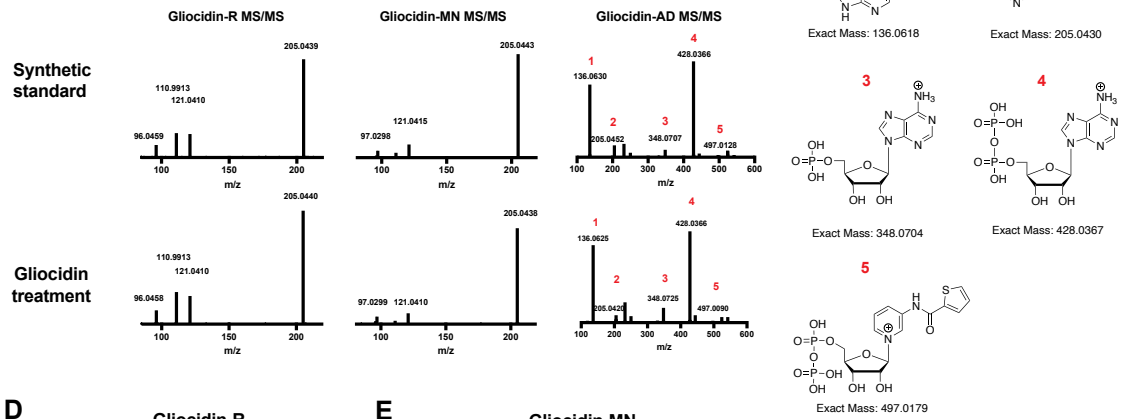 Gliocidin-R MS/MS
Gliocidin-MN MS/MS
Gliocidin-AD MS/MS
Synthetic
standard
205.0439
110.9913
121.0410
96.0459
100
150
200
m/z
205.0443
121.0415
97.0298
100
150
200
m/z
4
428.0366
1
136.0630
2
205.0452
3
348.0707
5
497.0128
100
200
300
400
500
600
m/z
Gliocidin
treatment
205.0440
110.9913
121.0410
96.0458
100
150
200
m/z
205.0438
97.0299
121.0410
100
150
200
m/z
4
428.0366
1
136.0625
2
205.0420
3
348.0725
5
497.0090
100
200
300
400
500
600
m/z
N
H
N
Exact Mass: 136.0618
N
Exact Mass: 205.0430
3
NH3
N
N
N
N
OH
O=P-O
OH
O
OH OH
Exact Mass: 348.0704
4
NH3
N
N
N
N
OH
O=P-OH
O
O=P-O
OH
O
OH OH
Exact Mass: 428.0367
5
S
H
N
O
N
OH
O=P-O
O
O=P-OH
OH
O
OH OH
Exact Mass: 497.0179
D
Gliocidin-R
E
Gliocidin-MN